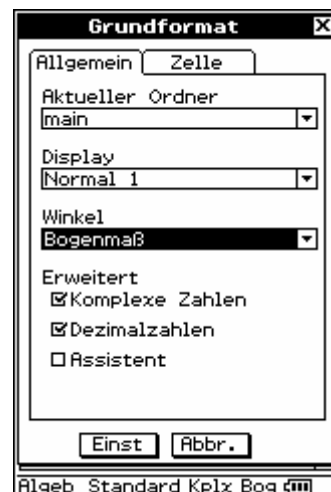 Grundformat
Allgemein Zelle
Aktueller Ordner
main
Display
Normal 1
Winkel
Bogenmaß
Erweitert
Komplexe Zahlen
Dezimalzahlen
Assistent
Einst Abbr.
Algeb Standard Kplx Bog